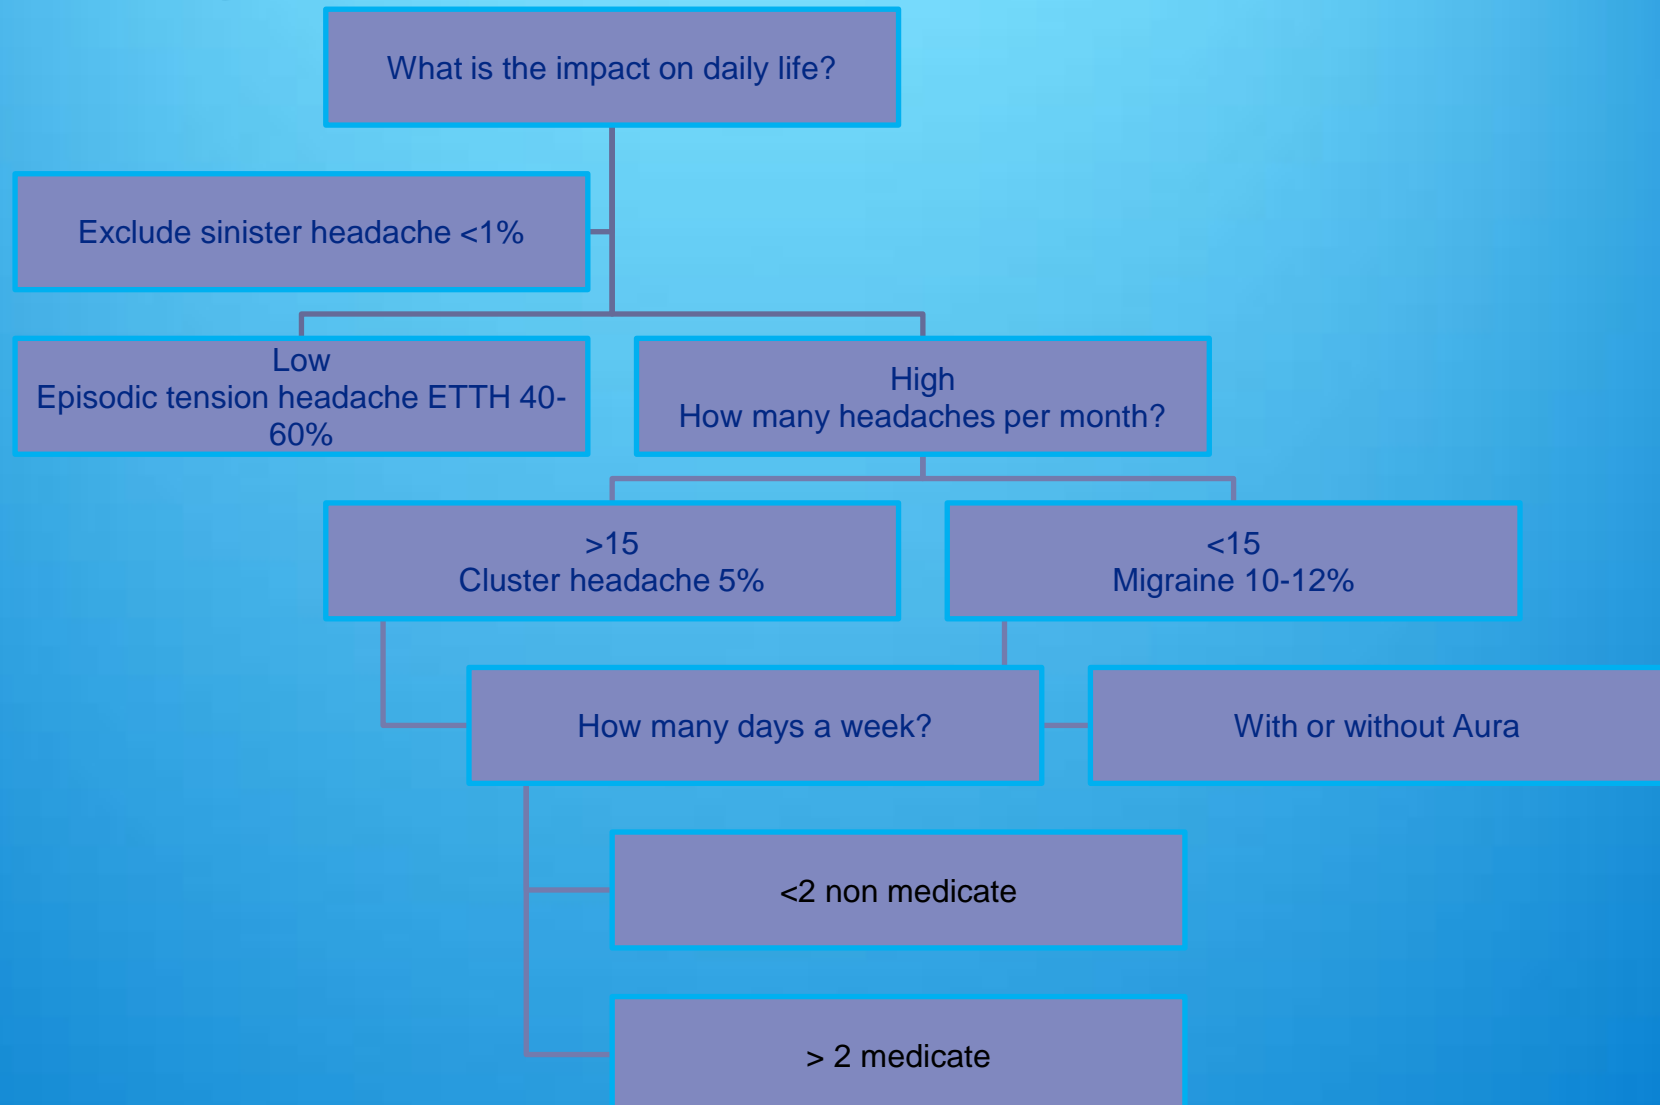 What is the impact on daily life?
Exclude sinister headache <1%
Low
Episodic tension headache ETTH 40-
60%
High
How many headaches per month?
>15
Cluster headache 5%
<15
Migraine 10-12%
How many days a week?
With or without Aura
<2 non medicate
> 2 medicate